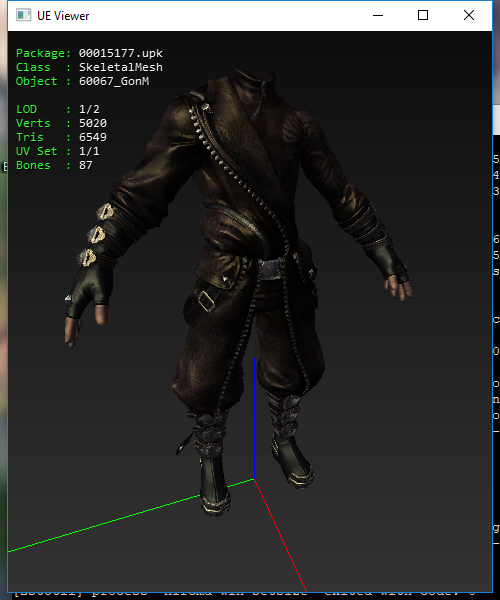 UE Viewer
Package: 00015177.upk
Class : SkeletalMesh
Object : 60067_GonM
LOD : 1/2
Verts : 5020
Tris : 6549
UV Set : 1/1
Bones : 87